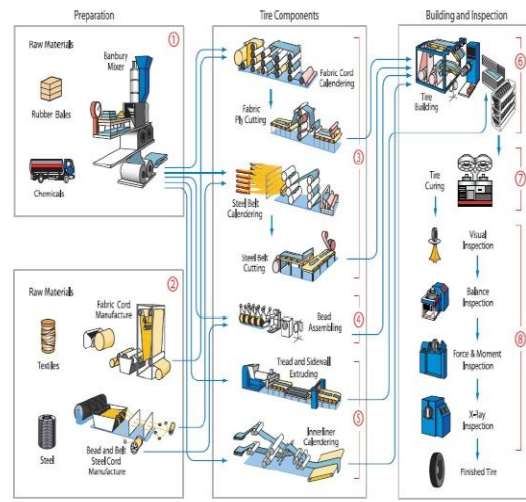 Preparation
Raw Materials
1
Banbury
Mixer
Rubber Bales
Chemicals
2
Raw Materials
Fabric Cord
Manufacture
Textiles
Steel
Bead and Belt
Steel Cord
Manufacture
Tire Components
Fabric Cord
Calendering
Fabric
Ply Cutting
3
Steel Belt
Calendering
Steel Belt
Cutting
4
Bead
Assembling
Tread and Sidewall
Extruding
5
Innerliner
Calendering
Building and Inspection
6
Tire
Building
7
Tire
Curing
Visual
Inspection
Balance
Inspection
8
Force & Moment
Inspection
X-Ray
Inspection
Finished Tire